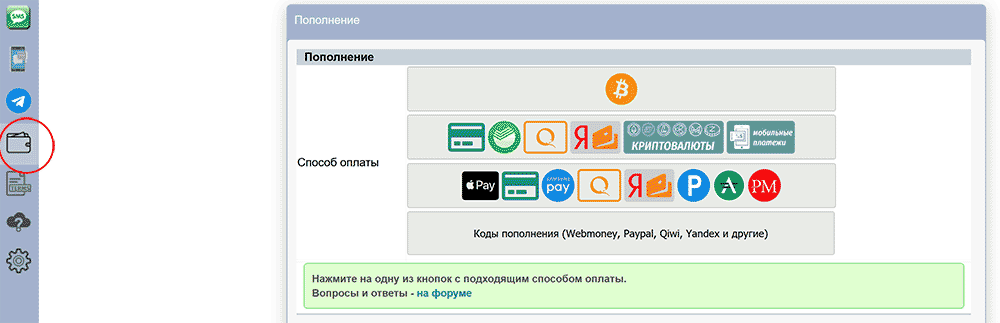 SMS
Пополнение
Пополнение
Способ оплаты
Я
КРИПТОВАЛЮТЫ
мобильные
платежи
Pay
pay
Я
P
PM
Коды пополнения (Webmoney, Paypal, Qiwi, Yandex и другие)
Нажмите на одну из кнопок с подходящим способом оплаты.
Вопросы и ответы - на форуме